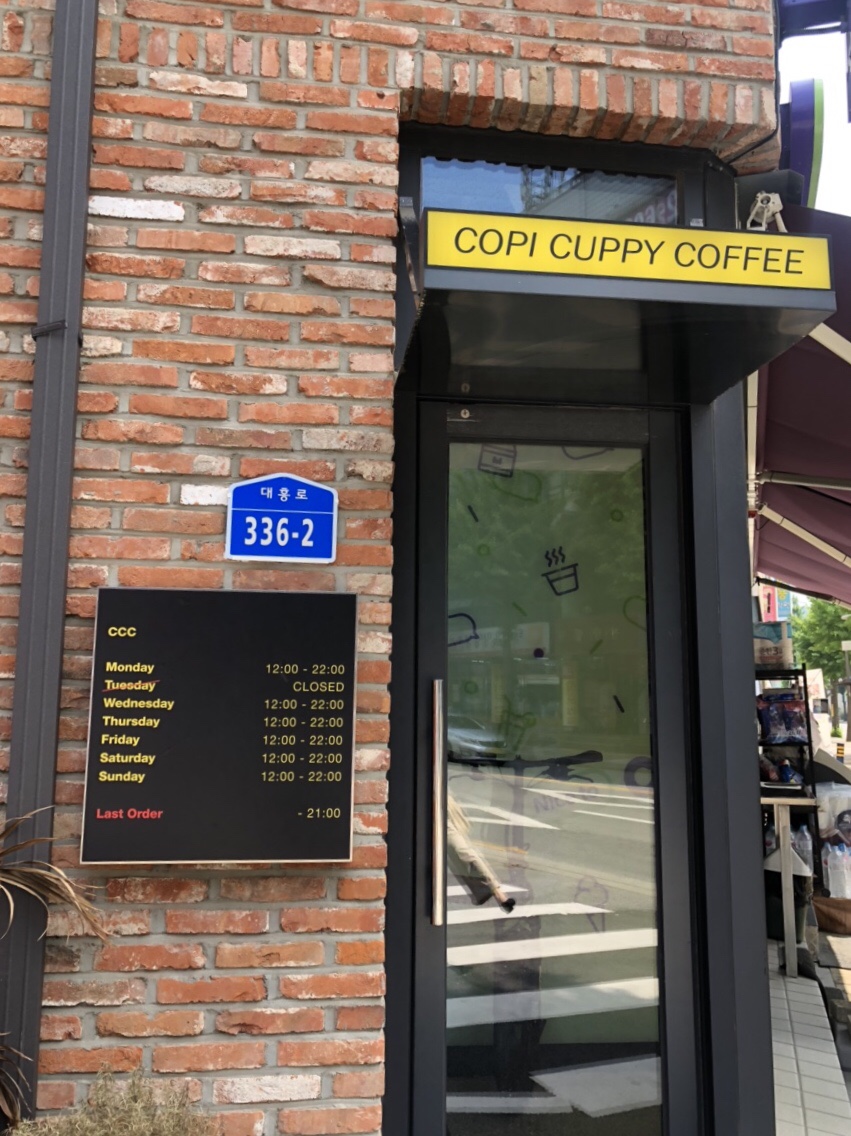 COPI CUPPY COFFEE
대흥로
336-2
CCC
Monday 12:00 - 22:00
Tuesday CLOSED
Wednesday 12:00 - 22:00
Thursday 12:00 - 22:00
Friday 12:00 - 22:00
Saturday 12:00 - 22:00
Sunday 12:00 - 22:00
Last Order - 21:00